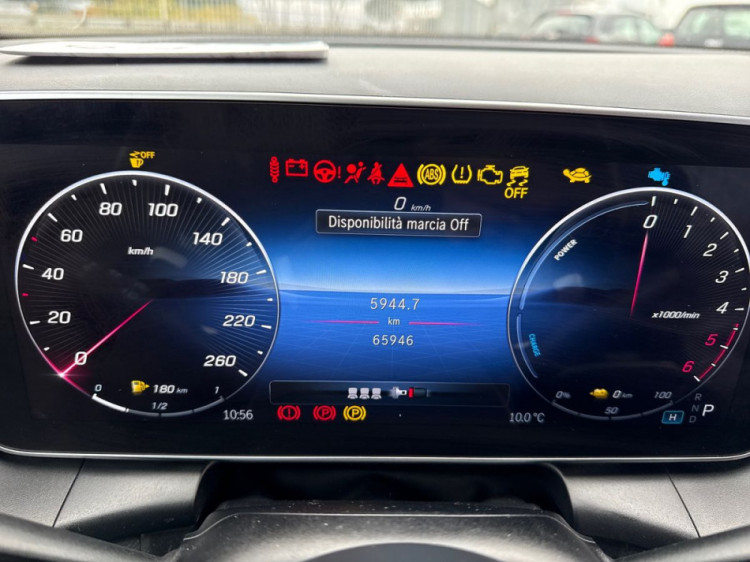 OFF
ABS
OFF
0 km/h
Disponibilità marcia Off
0 20 40 60 80 100 140 180 220 260
km/h
5944.7
km
65946
0 1 2 3 4 5 6
x1000/min
POWER
CHARGE
0 1/2 1
180 km
0% 50 100
0 km
10:56
P
P
10.0 °C
H
R
N
D
P